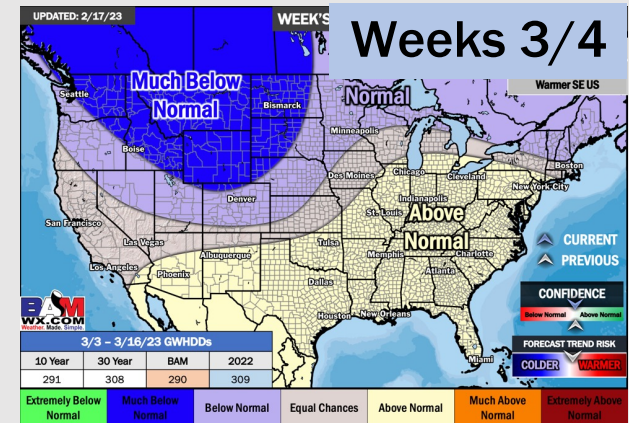 UPDATED: 2/17/23
WEEK'S
Weeks 3/4
Warmer SE US
Seattle
Much Below
Normal
Bismarck
Normal
Minneapolis
Boise
Boston
Des Moines
Chicago
Cleveland
New York City
Denver
Indianapolis
St. Louis
Above
Normal
San Francisco
Las Vegas
Tulsa
Memphis
Charlotte
Albuquerque
Los Angeles
Phoenix
Atlanta
Dallas
Houston
New Orleans
Miami
CURRENT
PREVIOUS
CONFIDENCE
Below Normal
Above Normal
FORECAST TREND RISK
COLDER
WARMER
BAM
WX.COM
Weather. Made. Simple.
3/3 – 3/16/23 GWHDDs
10 Year 30 Year BAM 2022
291 308 290 309
Extremely Below Normal
Much Below Normal
Below Normal
Equal Chances
Above Normal
Much Above Normal
Extremely Above Normal